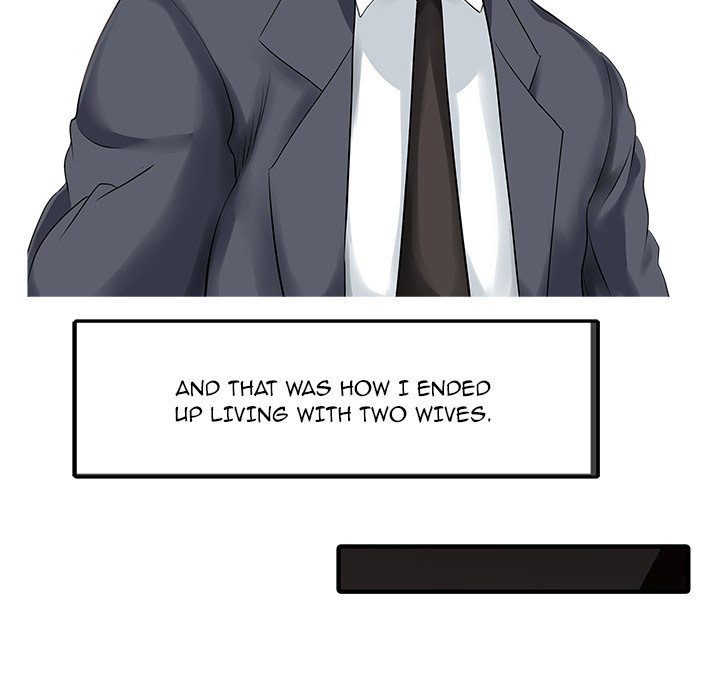 AND THAT WAS HOW I ENDED
UP LIVING WITH TWO WIVES.